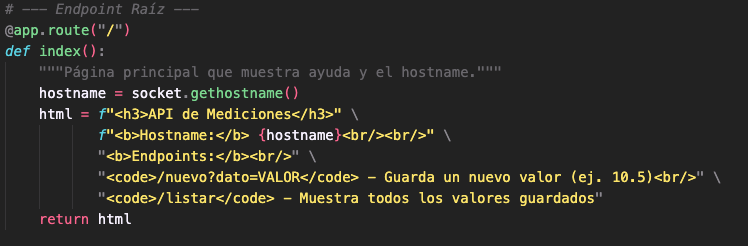 # --- Endpoint Raíz ---
@app.route("/")
def index():
    """Página principal que muestra ayuda y el hostname."""
    hostname = socket.gethostname()
    html = f"<h3>API de Mediciones</h3>" \
           f"<b>Hostname:</b> {hostname}<br/><br/>" \
           "<b>Endpoints:</b><br/>" \
           "<code>/nuevo?dato=VALOR</code> – Guarda un nuevo valor (ej. 10.5)<br/>" \
           "<code>/listar</code> – Muestra todos los valores guardados"
    return html